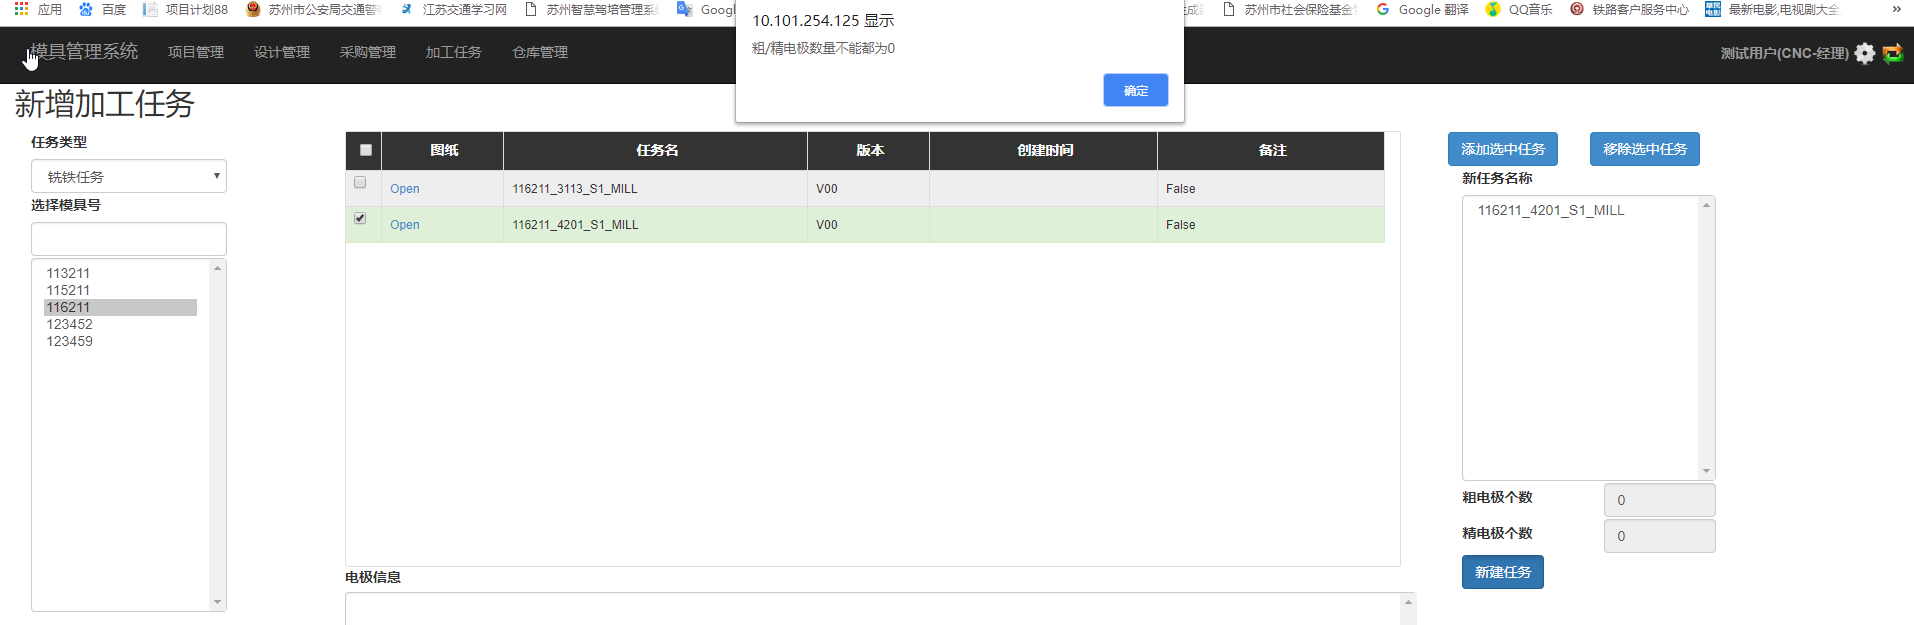 应用 百度 项目计划88 苏州市公安局交通警 江苏交通学习网 苏州智慧驾培管理系 Googl 生成 苏州市社会保险基金 Google 翻译 QQ音乐 铁路客户服务中心 最新电影,电视剧大全 »
10.101.254.125 显示
粗/精电极数量不能都为0
确定
模具管理系统 项目管理 设计管理 采购管理 加工任务 仓库管理 测试用户(CNC-经理)
新增加工任务
任务类型
铣铁任务
选择模具号
113211
115211
116211
123452
123459
图纸 任务名 版本 创建时间 备注
Open 116211_3113_S1_MILL V00 False
Open 116211_4201_S1_MILL V00 False
电极信息
添加选中任务 移除选中任务
新任务名称
116211_4201_S1_MILL
粗电极个数 0
精电极个数 0
新建任务